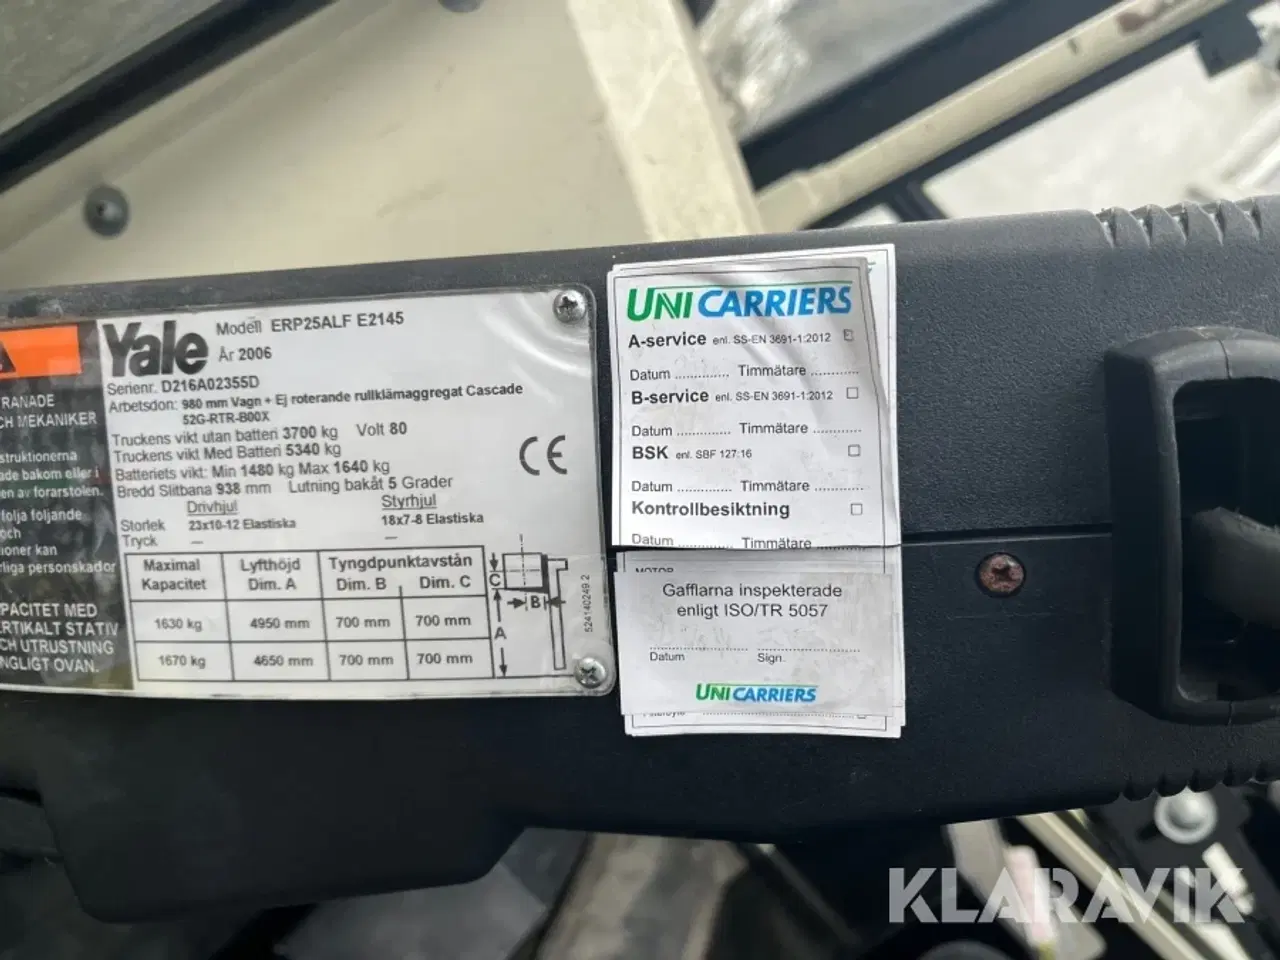 Yale
Modell ERP25ALF E2145
År 2006
Serienr. D216A02355D
Arbetsdon: 980 mm Vagn + Ej roterande rullklämaggregat Cascade
52G-RTR-B00X
Truckens vikt utan batteri 3700 kg Volt 80
Truckens vikt Med Batteri 5340 kg
Batteriets vikt: Min 1480 kg Max 1640 kg
Bredd Slitbana 938 mm Lutning bakåt 5 Grader
Drivhjul Styrhjul
Storlek 23x10-12 Elastiska 18x7-8 Elastiska
Tryck — —
Maximal Kapacitet Lyfthöjd Dim. A Tyngdpunktavstån Dim. B Dim. C
1630 kg 4950 mm 700 mm 700 mm
1670 kg 4650 mm 700 mm 700 mm
C
B
A
524140249.2
CE
RANADE
CH MEKANIKER
struktionerna
ade bakom eller i
en av förarstolen.
följa följande
och
ioner kan
rliga personskador
PACITET MED
ERTIKALT STATIV
CH UTRUSTNING
NGLIGT OVAN.
UNICARRIERS
A-service enl. SS-EN 3691-1:2012
Datum .............. Timmätare ............
B-service enl. SS-EN 3691-1:2012
Datum .............. Timmätare ............
BSK enl. SBF 127:16
Datum .............. Timmätare ............
Kontrollbesiktning
Datum .............. Timmätare ............
MOTOR
Gafflarna inspekterade
enligt ISO/TR 5057
Datum Sign.
UNICARRIERS
KLARAVIK